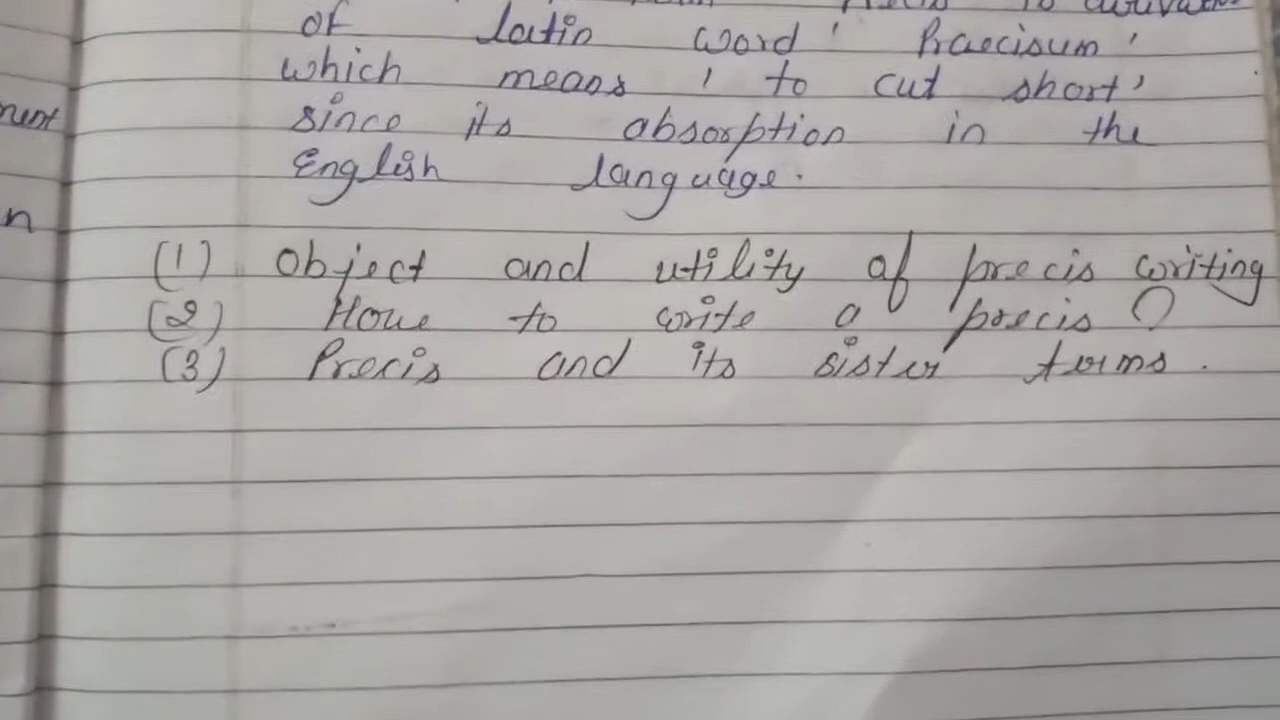 of Latin word ' Praecisum '
which means ' to cut short '
since its absorption in the
English language.
(1) Object and utility of precis writing
(2) Howe to write a precis ?
(3) Precis and its sister terms.